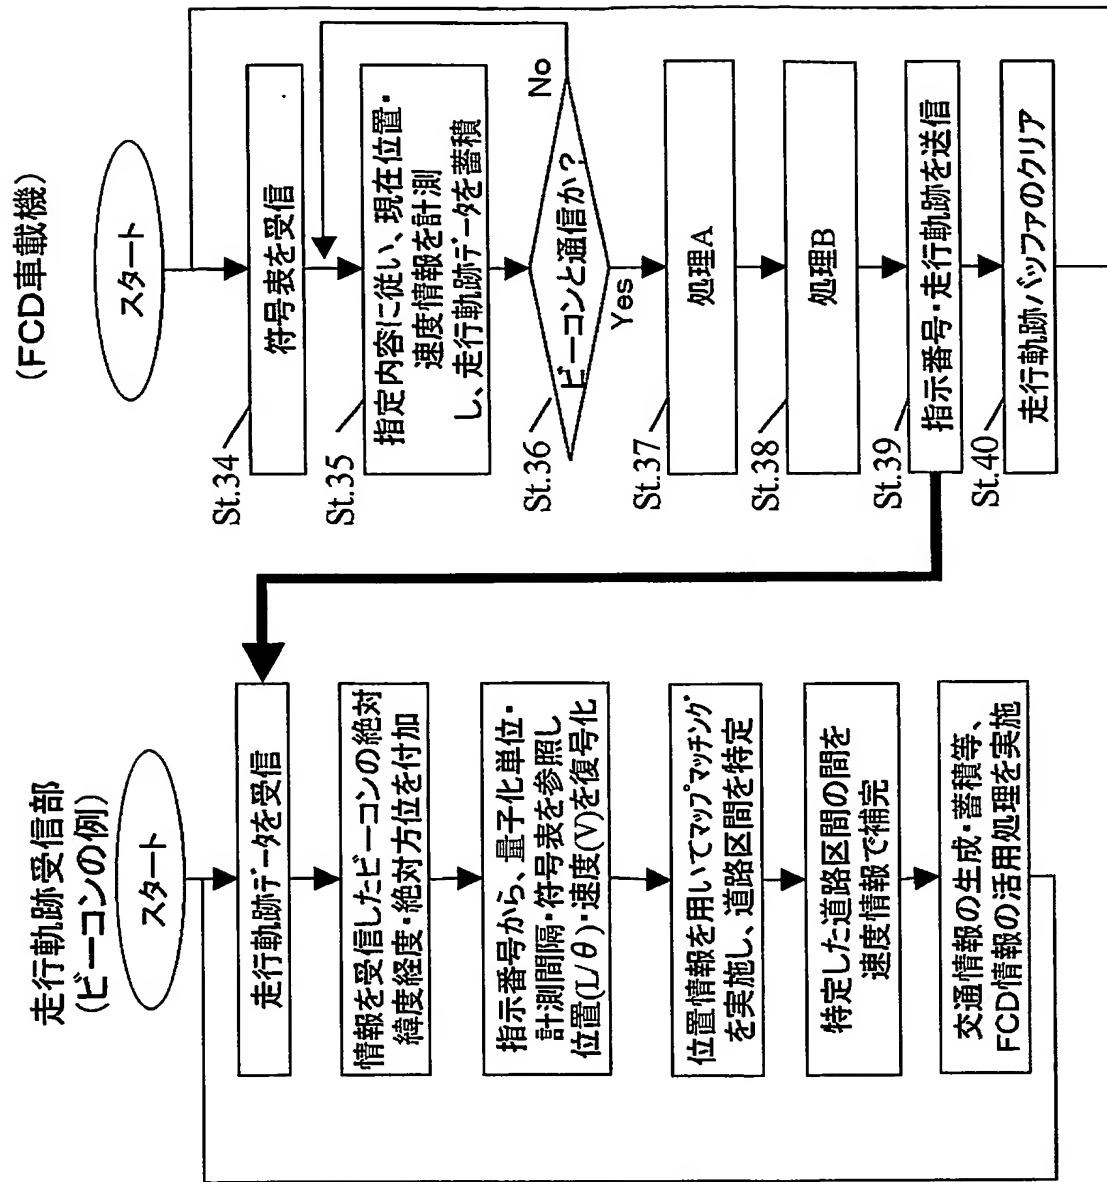 走行軌跡受信部
(ビーコンの例)
スタート
走行軌跡データを受信
情報を受信したビーコンの絶対
緯度経度・絶対方位を付加
指示番号から、量子化単位・
計測間隔・符号表を参照し
位置(L/θ)・速度(V)を復号化
位置情報を用いてマップマッチング
を実施し、道路区間を特定
特定した道路区間の間を
速度情報で補完
交通情報の生成・蓄積等、
FCD情報の活用処理を実施
(FCD車載機)
スタート
St.34
符号表を受信
St.35
指定内容に従い、現在位置・
速度情報を計測
し、走行軌跡データを蓄積
St.36
ビーコンと通信か?
No
Yes
St.37
処理A
St.38
処理B
St.39
指示番号・走行軌跡を送信
St.40
走行軌跡バッファのクリア